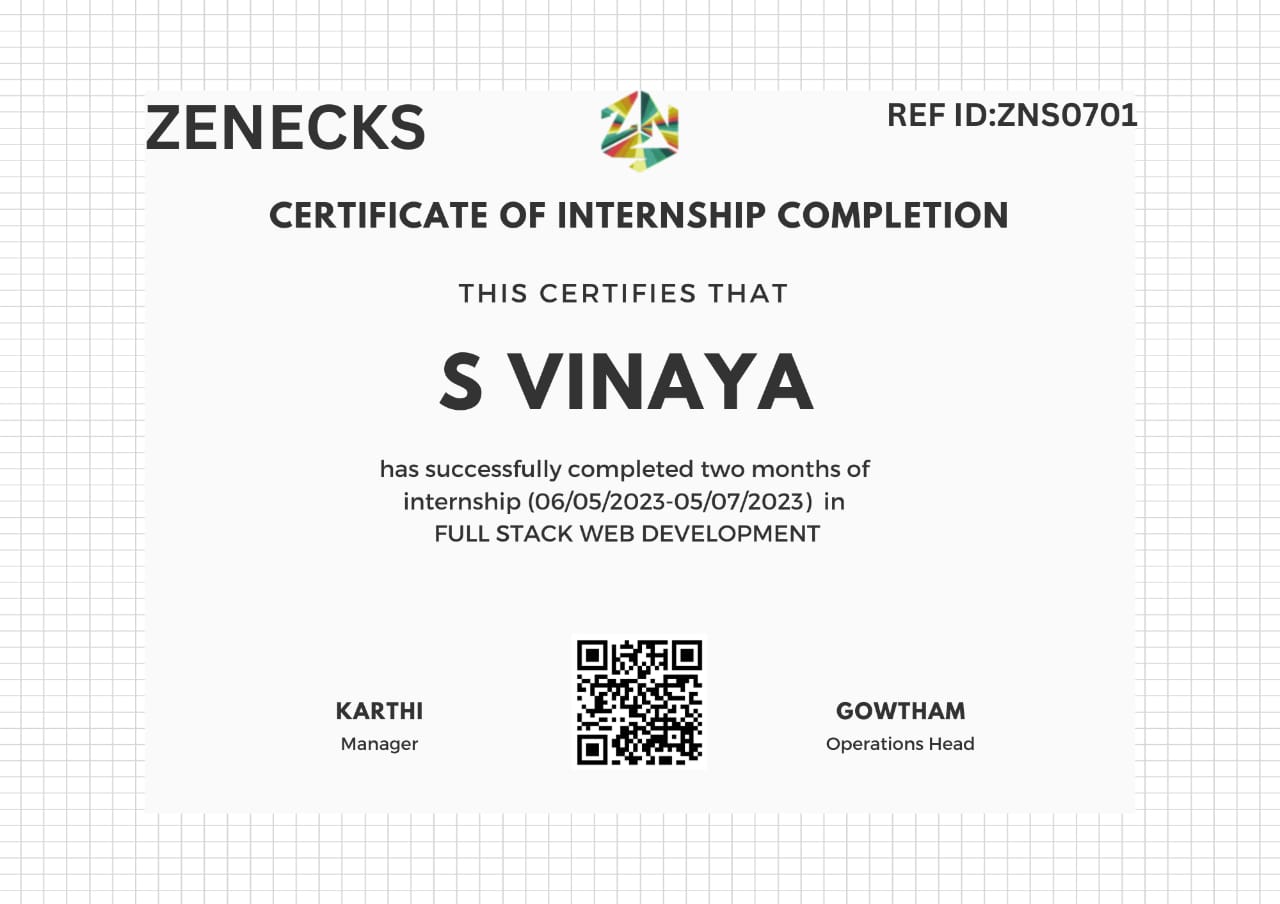 ZENECKS
ZN
REF ID:ZNS0701
CERTIFICATE OF INTERNSHIP COMPLETION
THIS CERTIFIES THAT
S VINAYA
has successfully completed two months of
internship (06/05/2023-05/07/2023) in
FULL STACK WEB DEVELOPMENT
KARTHI
Manager
GOWTHAM
Operations Head